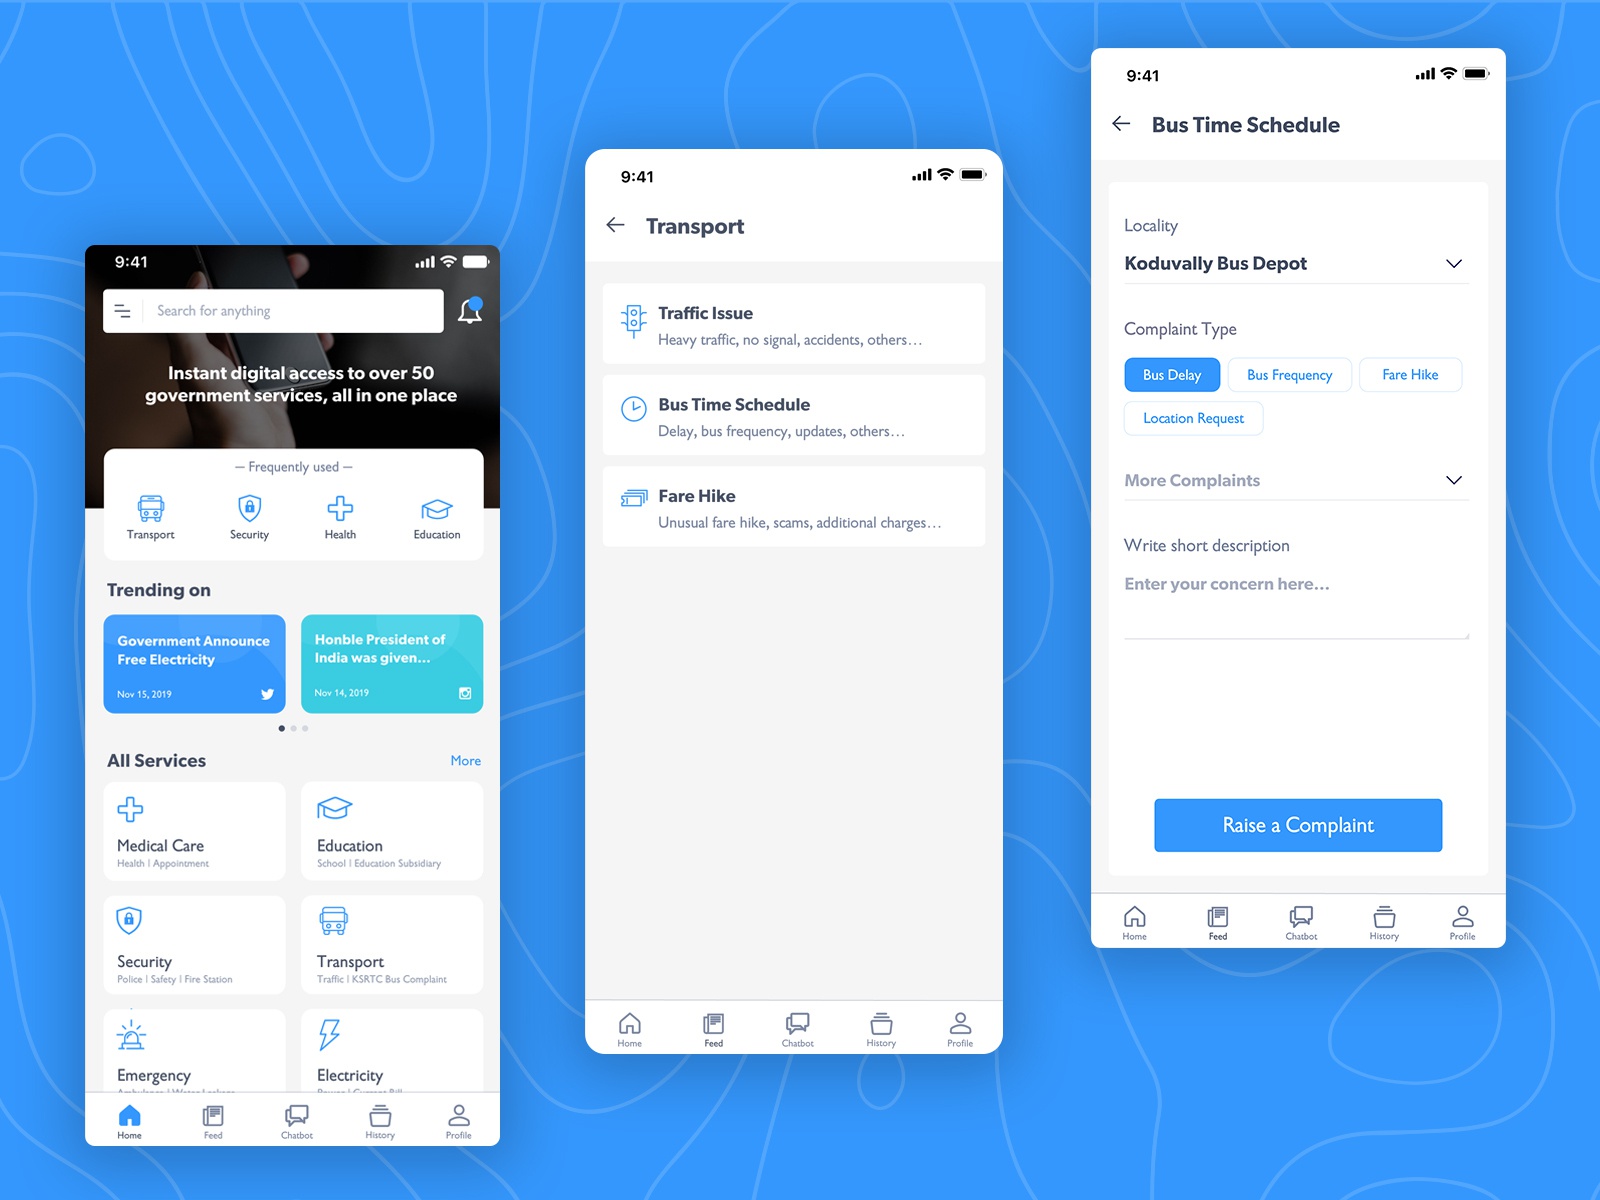 9:41
Search for anything
Instant digital access to over 50
government services, all in one place
— Frequently used —
Transport
Security
Health
Education
Trending on
Government Announce
Free Electricity
Nov 15, 2019
Honble President of
India was given...
Nov 14, 2019
All Services
More
Medical Care
Health | Appointment
Education
School | Education Subsidiary
Security
Police | Safety | Fire Station
Transport
Traffic | KSRTC Bus Complaint
Emergency
Electricity
Home
Feed
Chatbot
History
Profile
9:41
Transport
Traffic Issue
Heavy traffic, no signal, accidents, others...
Bus Time Schedule
Delay, bus frequency, updates, others...
Fare Hike
Unusual fare hike, scams, additional charges...
Home
Feed
Chatbot
History
Profile
9:41
Bus Time Schedule
Locality
Koduvally Bus Depot
Complaint Type
Bus Delay
Bus Frequency
Fare Hike
Location Request
More Complaints
Write short description
Enter your concern here...
Raise a Complaint
Home
Feed
Chatbot
History
Profile